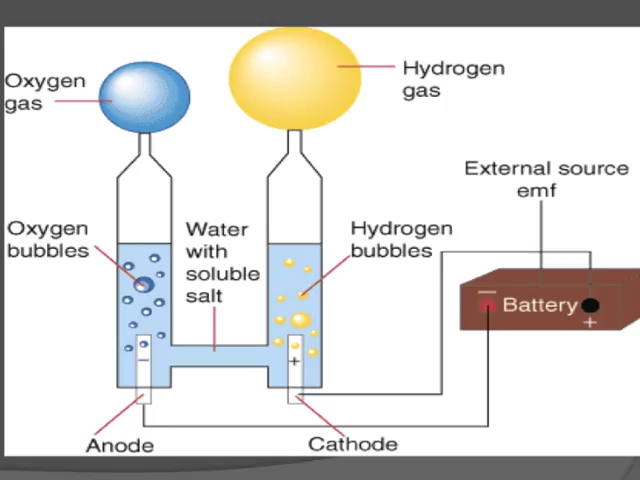 Oxygen
gas
Hydrogen
gas
External source
emf
Oxygen
bubbles
Water
with
soluble
salt
Hydrogen
bubbles
−
Battery
+
−
+
Anode
Cathode